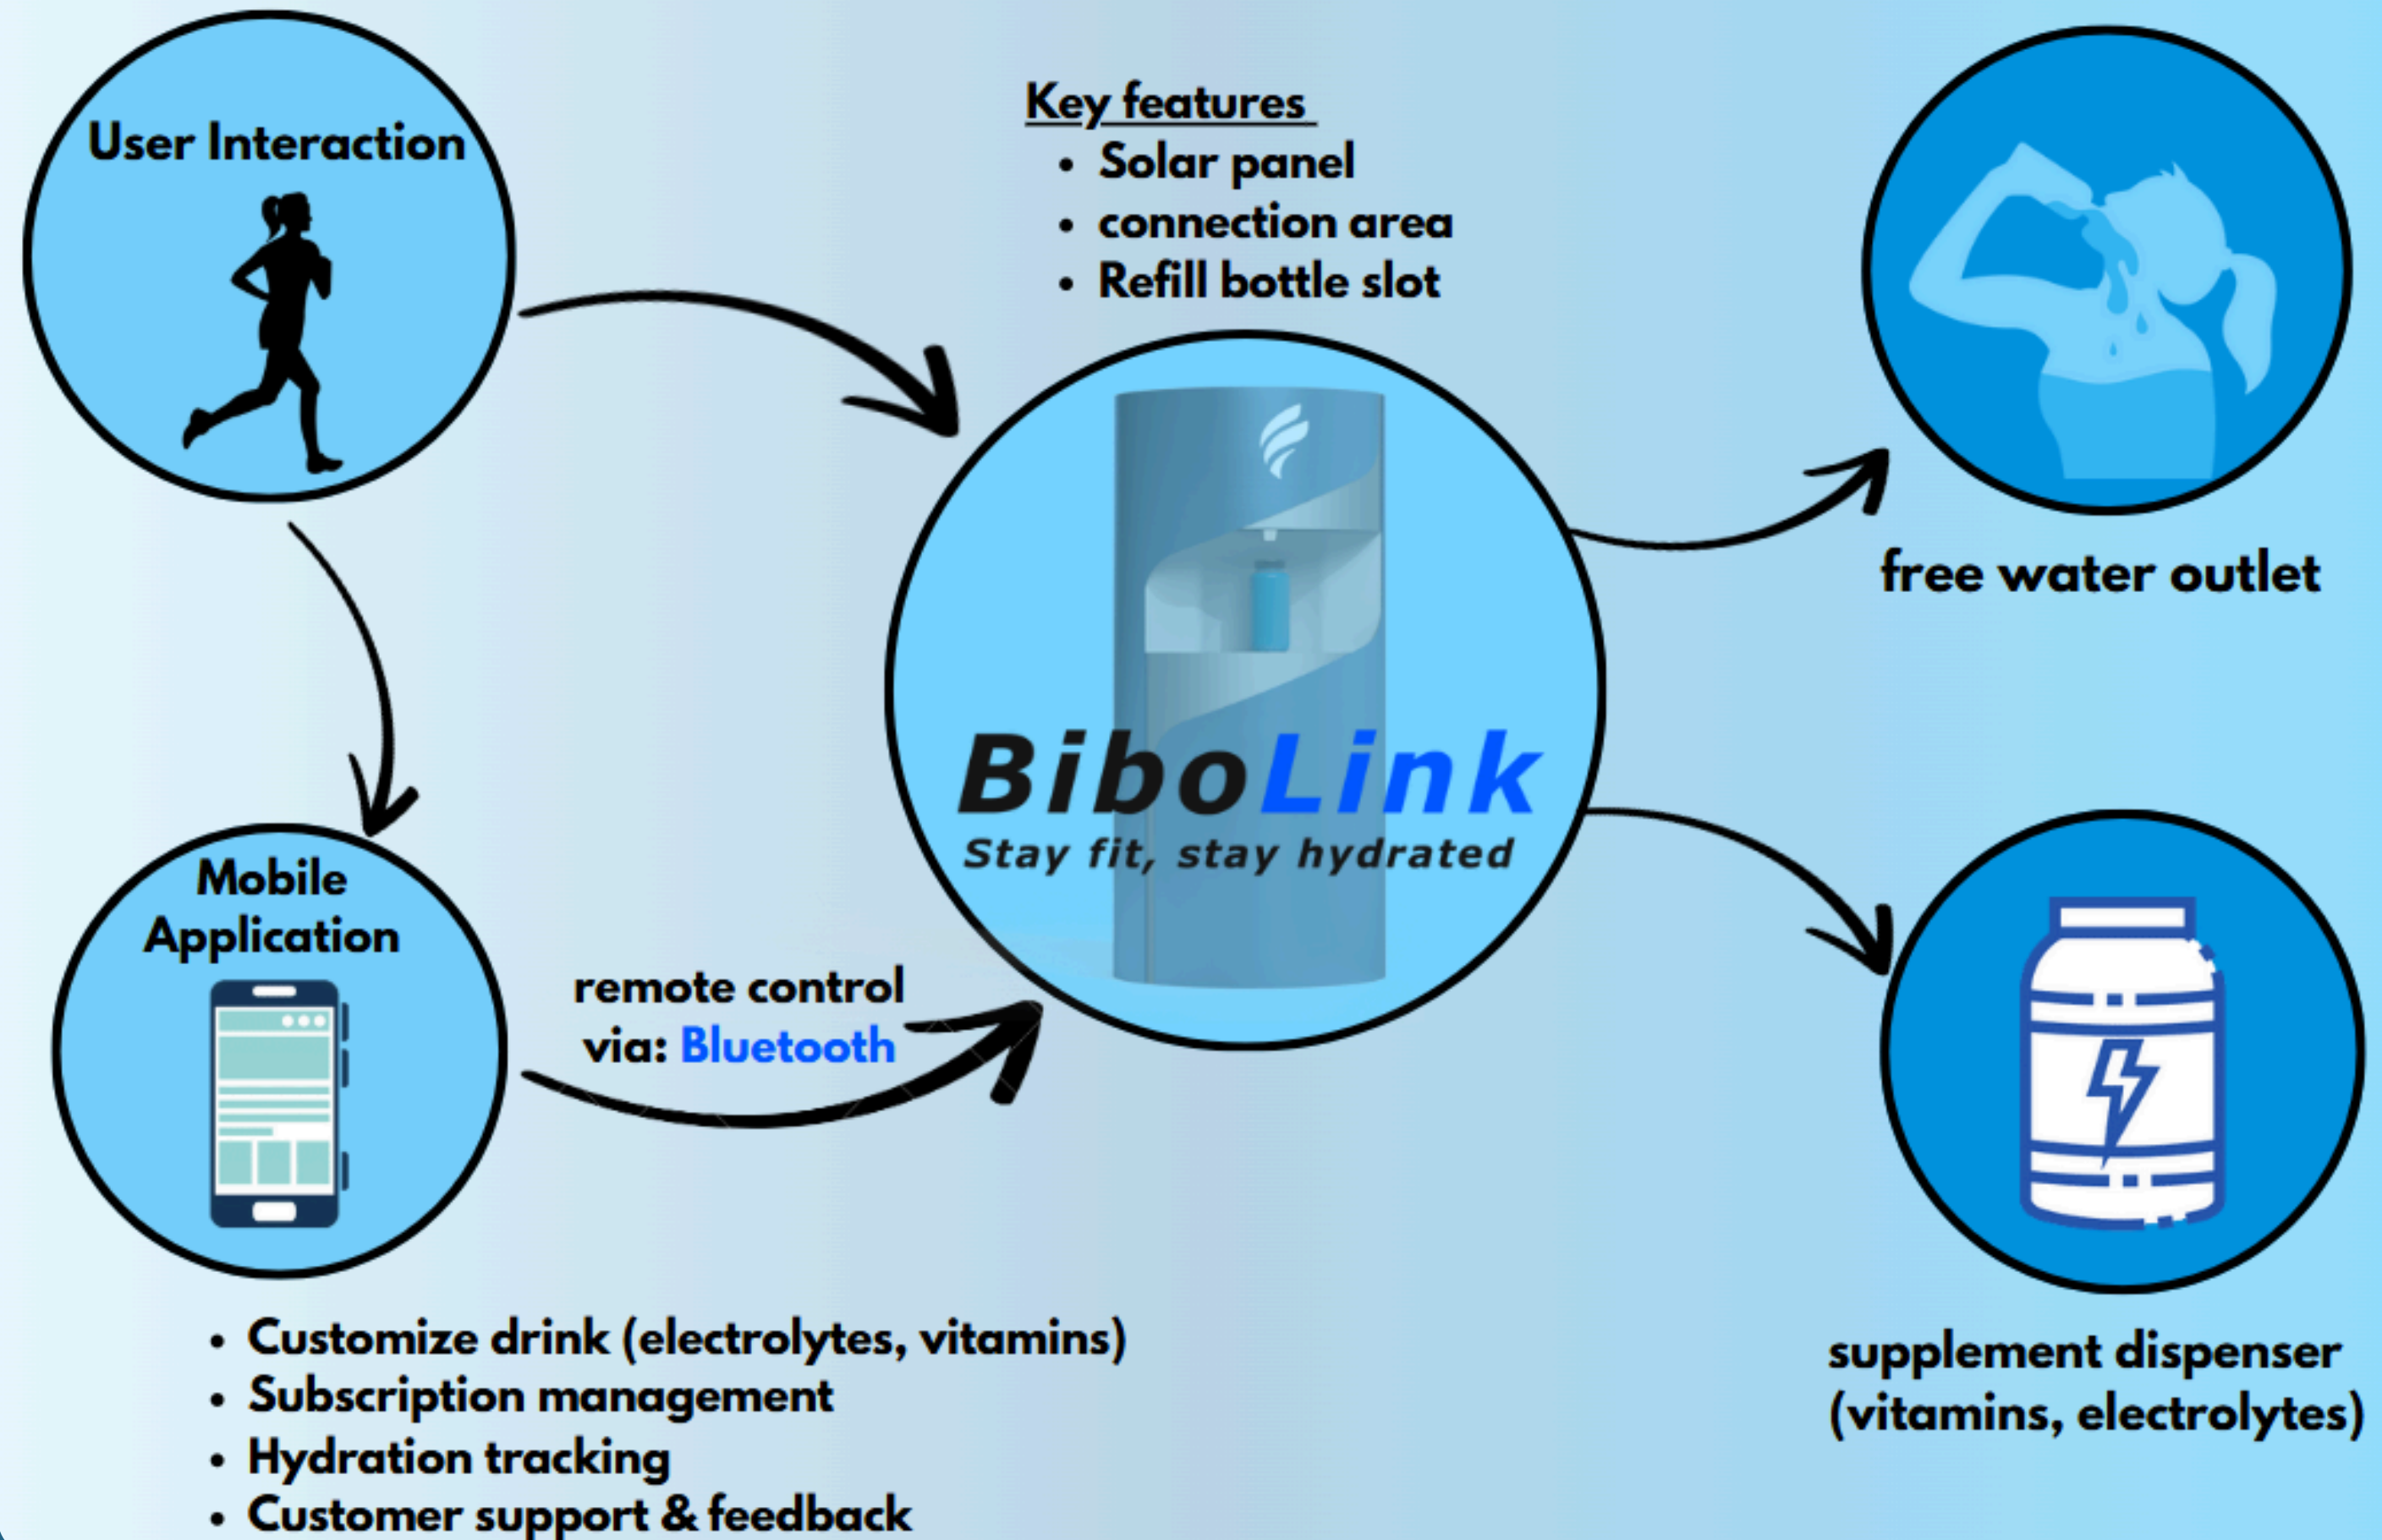 User Interaction
Key features
• Solar panel
• connection area
• Refill bottle slot
free water outlet
BiboLink
Stay fit, stay hydrated
Mobile
Application
remote control
via: Bluetooth
• Customize drink (electrolytes, vitamins)
• Subscription management
• Hydration tracking
• Customer support & feedback
supplement dispenser
(vitamins, electrolytes)